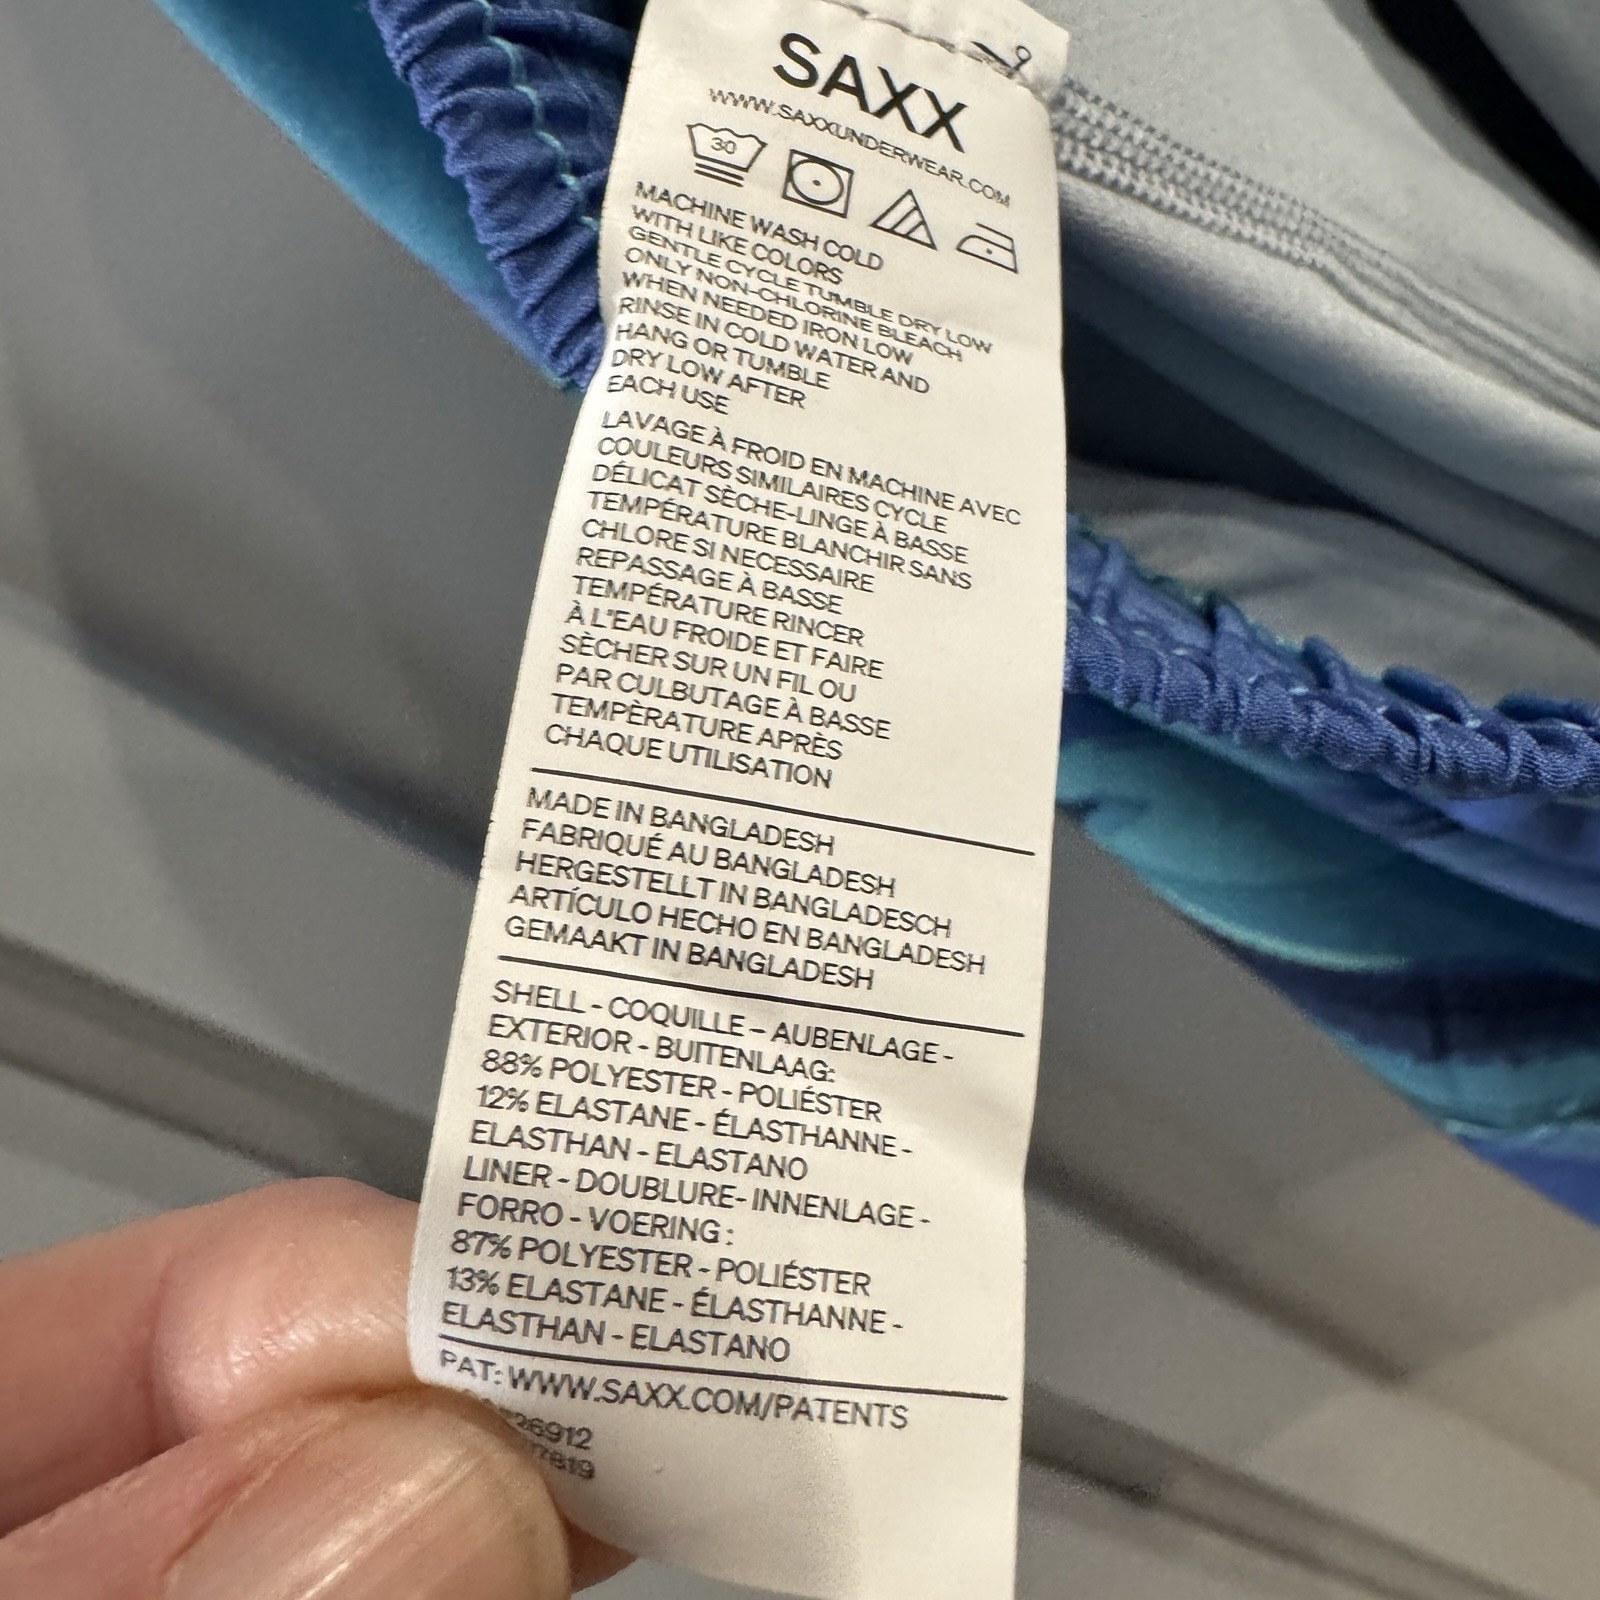 SAXX
WWW.SAXXUNDERWEAR.COM
30
MACHINE WASH COLD
WITH LIKE COLORS
GENTLE CYCLE TUMBLE DRY LOW
ONLY NON-CHLORINE BLEACH
WHEN NEEDED IRON LOW
RINSE IN COLD WATER AND
HANG OR TUMBLE
DRY LOW AFTER
EACH USE
LAVAGE À FROID EN MACHINE AVEC
COULEURS SIMILAIRES CYCLE
DÉLICAT SÈCHE-LINGE À BASSE
TEMPÉRATURE BLANCHIR SANS
CHLORE SI NECESSAIRE
REPASSAGE À BASSE
TEMPÉRATURE RINCER
À L"EAU FROIDE ET FAIRE
SÈCHER SUR UN FIL OU
PAR CULBUTAGE À BASSE
TEMPÈRATURE APRÈS
CHAQUE UTILISATION
MADE IN BANGLADESH
FABRIQUÉ AU BANGLADESH
HERGESTELLT IN BANGLADESCH
ARTÍCULO HECHO EN BANGLADESH
GEMAAKT IN BANGLADESH
SHELL - COQUILLE – AUBENLAGE -
EXTERIOR - BUITENLAAG:
88% POLYESTER - POLIÉSTER
12% ELASTANE - ÉLASTHANNE -
ELASTHAN - ELASTANO
LINER - DOUBLURE- INNENLAGE -
FORRO - VOERING :
87% POLYESTER - POLIÉSTER
13% ELASTANE - ÉLASTHANNE -
ELASTHAN - ELASTANO
PAT: WWW.SAXX.COM/PATENTS